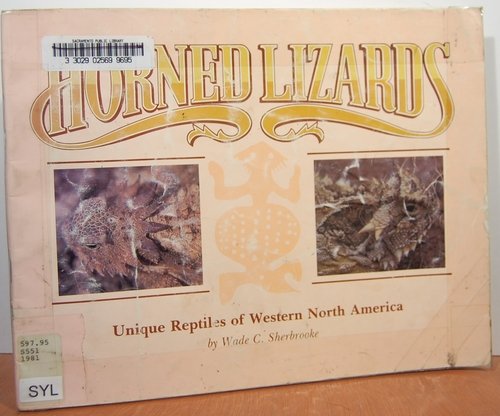 SACRAMENTO PUBLIC LIBRARY
3 3029 02569 9695
HORNED LIZARDS
Unique Reptiles of Western North America
by Wade C. Sherbrooke
597.95
S551
1981
SYL